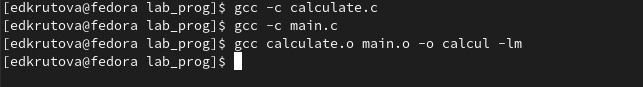 [edkrutova@fedora lab_prog]$ gcc -c calculate.c
[edkrutova@fedora lab_prog]$ gcc -c main.c
[edkrutova@fedora lab_prog]$ gcc calculate.o main.o -o calcul -lm
[edkrutova@fedora lab_prog]$